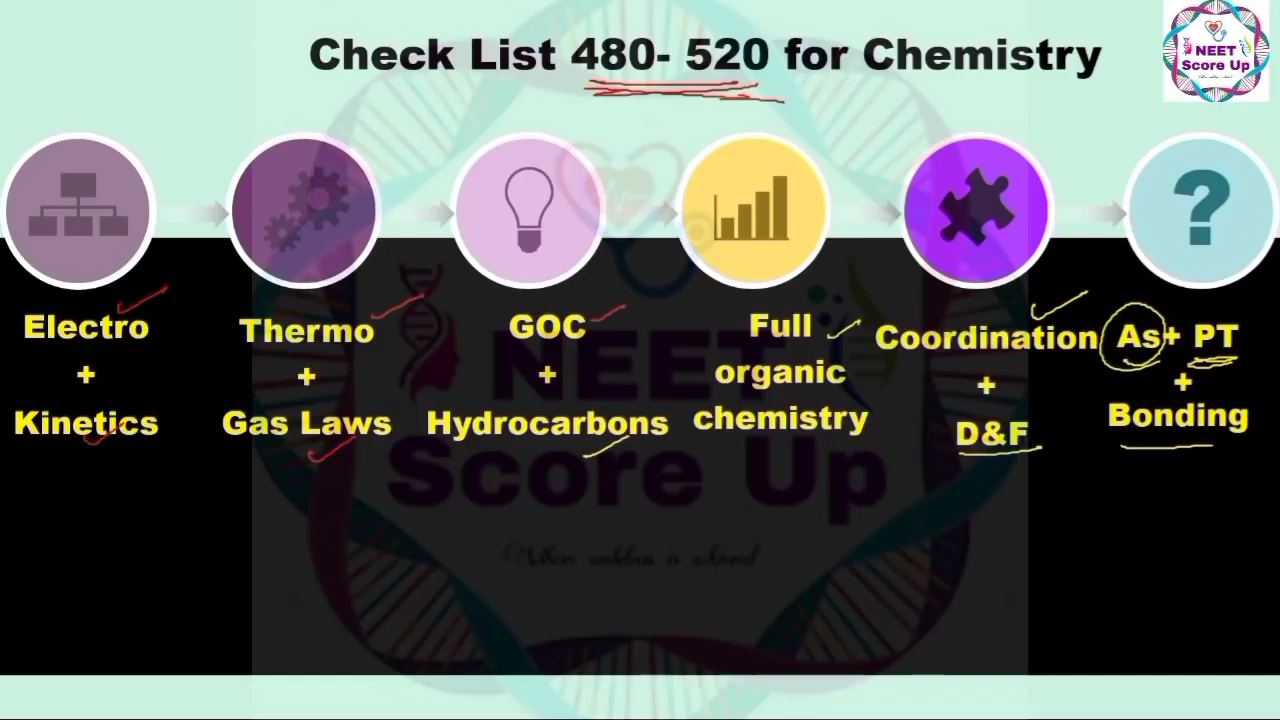 Check List 480- 520 for Chemistry
NEET
Score Up
Electro
+
Kinetics
Thermo
+
Gas Laws
GOC
+
Hydrocarbons
Full
organic
chemistry
Coordination
+
D&F
As+ PT
+
Bonding
?
NEET
Score Up